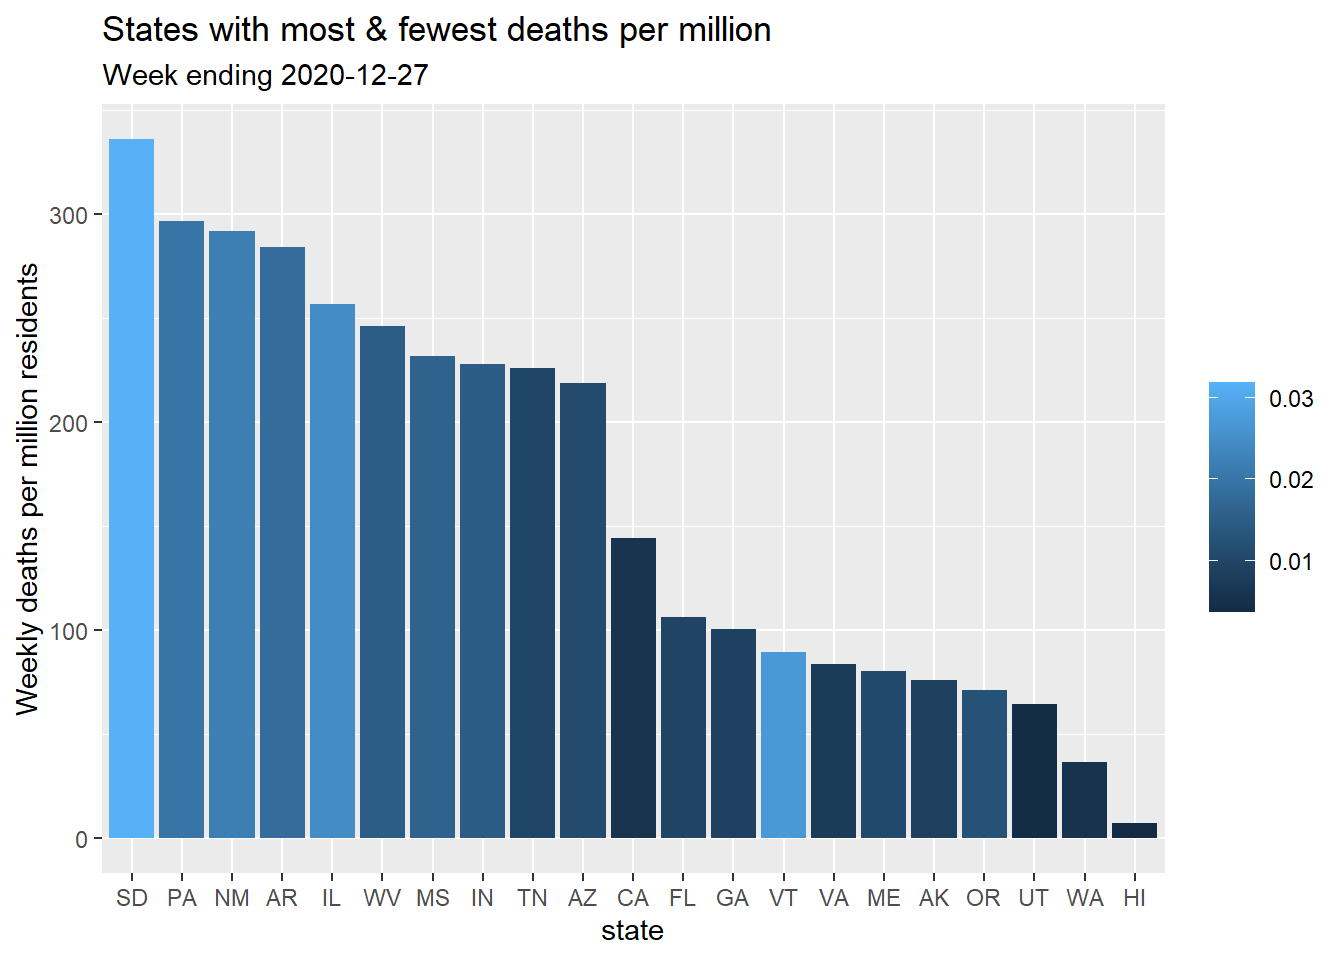 States with most & fewest deaths per million
Week ending 2020-12-27
Weekly deaths per million residents
300
200
100
0
SD PA NM AR IL WV MS IN TN AZ CA FL GA VT VA ME AK OR UT WA HI
state
0.03
0.02
0.01